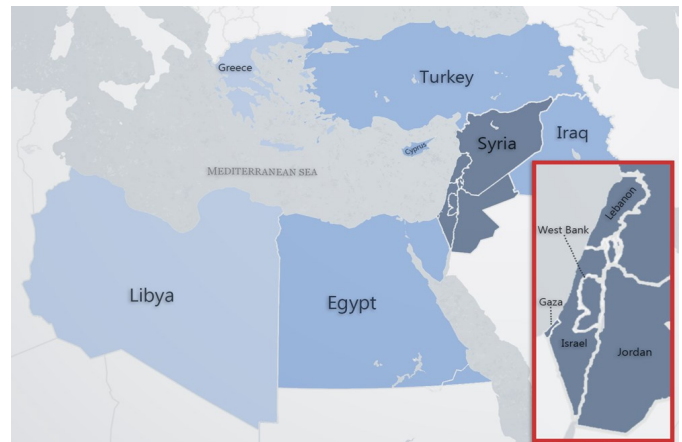 Greece
Turkey
Cyprus
Syria
Iraq
MEDITERRANEAN SEA
Libya
Egypt
Lebanon
West Bank
Gaza
Israel
Jordan